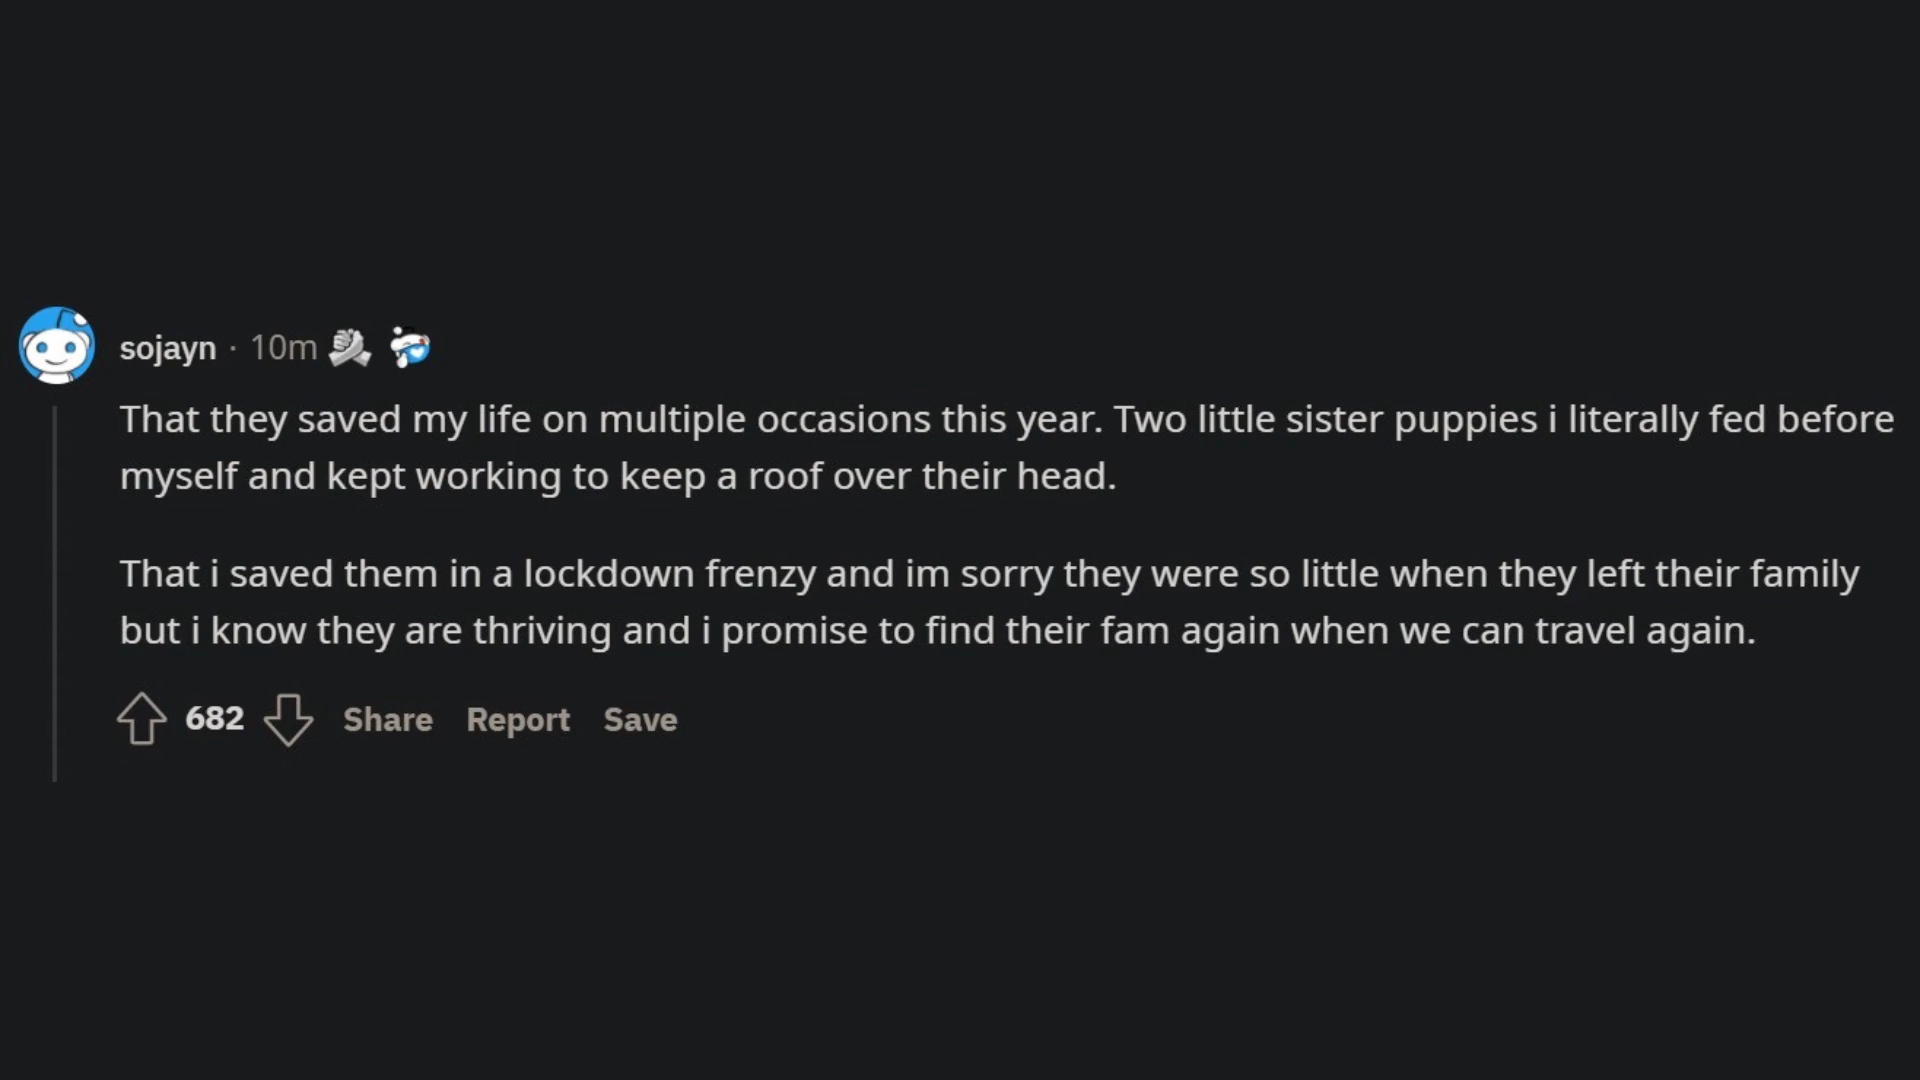 sojayn · 10m
That they saved my life on multiple occasions this year. Two little sister puppies i literally fed before
myself and kept working to keep a roof over their head.
That i saved them in a lockdown frenzy and im sorry they were so little when they left their family
but i know they are thriving and i promise to find their fam again when we can travel again.
682 Share Report Save